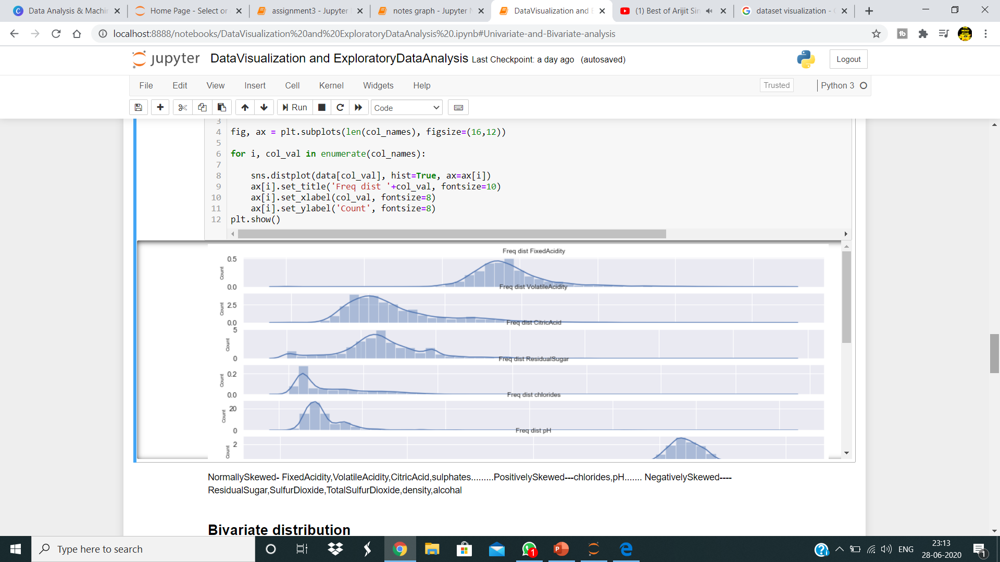 Data Analysis & Machin
Home Page - Select or
assignment3 - Jupyter
notes graph - Jupyter N
DataVisualization and E
(1) Best of Arijit Sin
dataset visualization -
localhost:8888/notebooks/DataVisualization%20and%20ExploratoryDataAnalysis%20.ipynb#Univariate-and-Bivariate-analysis
jupyter DataVisualization and ExploratoryDataAnalysis Last Checkpoint: a day ago (autosaved)
Logout
File Edit View Insert Cell Kernel Widgets Help
Trusted
Python 3
Run
Code
3
4 fig, ax = plt.subplots(len(col_names), figsize=(16,12))
5
6 for i, col_val in enumerate(col_names):
7
8 sns.distplot(data[col_val], hist=True, ax=ax[i])
9 ax[i].set_title('Freq dist '+col_val, fontsize=10)
10 ax[i].set_xlabel(col_val, fontsize=8)
11 ax[i].set_ylabel('Count', fontsize=8)
12 plt.show()
Freq dist FixedAcidity
0.5
Count
0.0
Freq dist VolatileAcidity
2.5
Count
0.0
Freq dist CitricAcid
5
Count
0
Freq dist ResidualSugar
0.2
Count
0.0
Freq dist chlorides
20
Count
0
Freq dist pH
2
Count
NormallySkewed- FixedAcidity,VolatileAcidity,CitricAcid,sulphates.........PositivelySkewed---chlorides,pH....... NegativelySkewed----
ResidualSugar,SulfurDioxide,TotalSulfurDioxide,density,alcohal
Bivariate distribution
Type here to search
1
ENG
23:13
28-06-2020
1